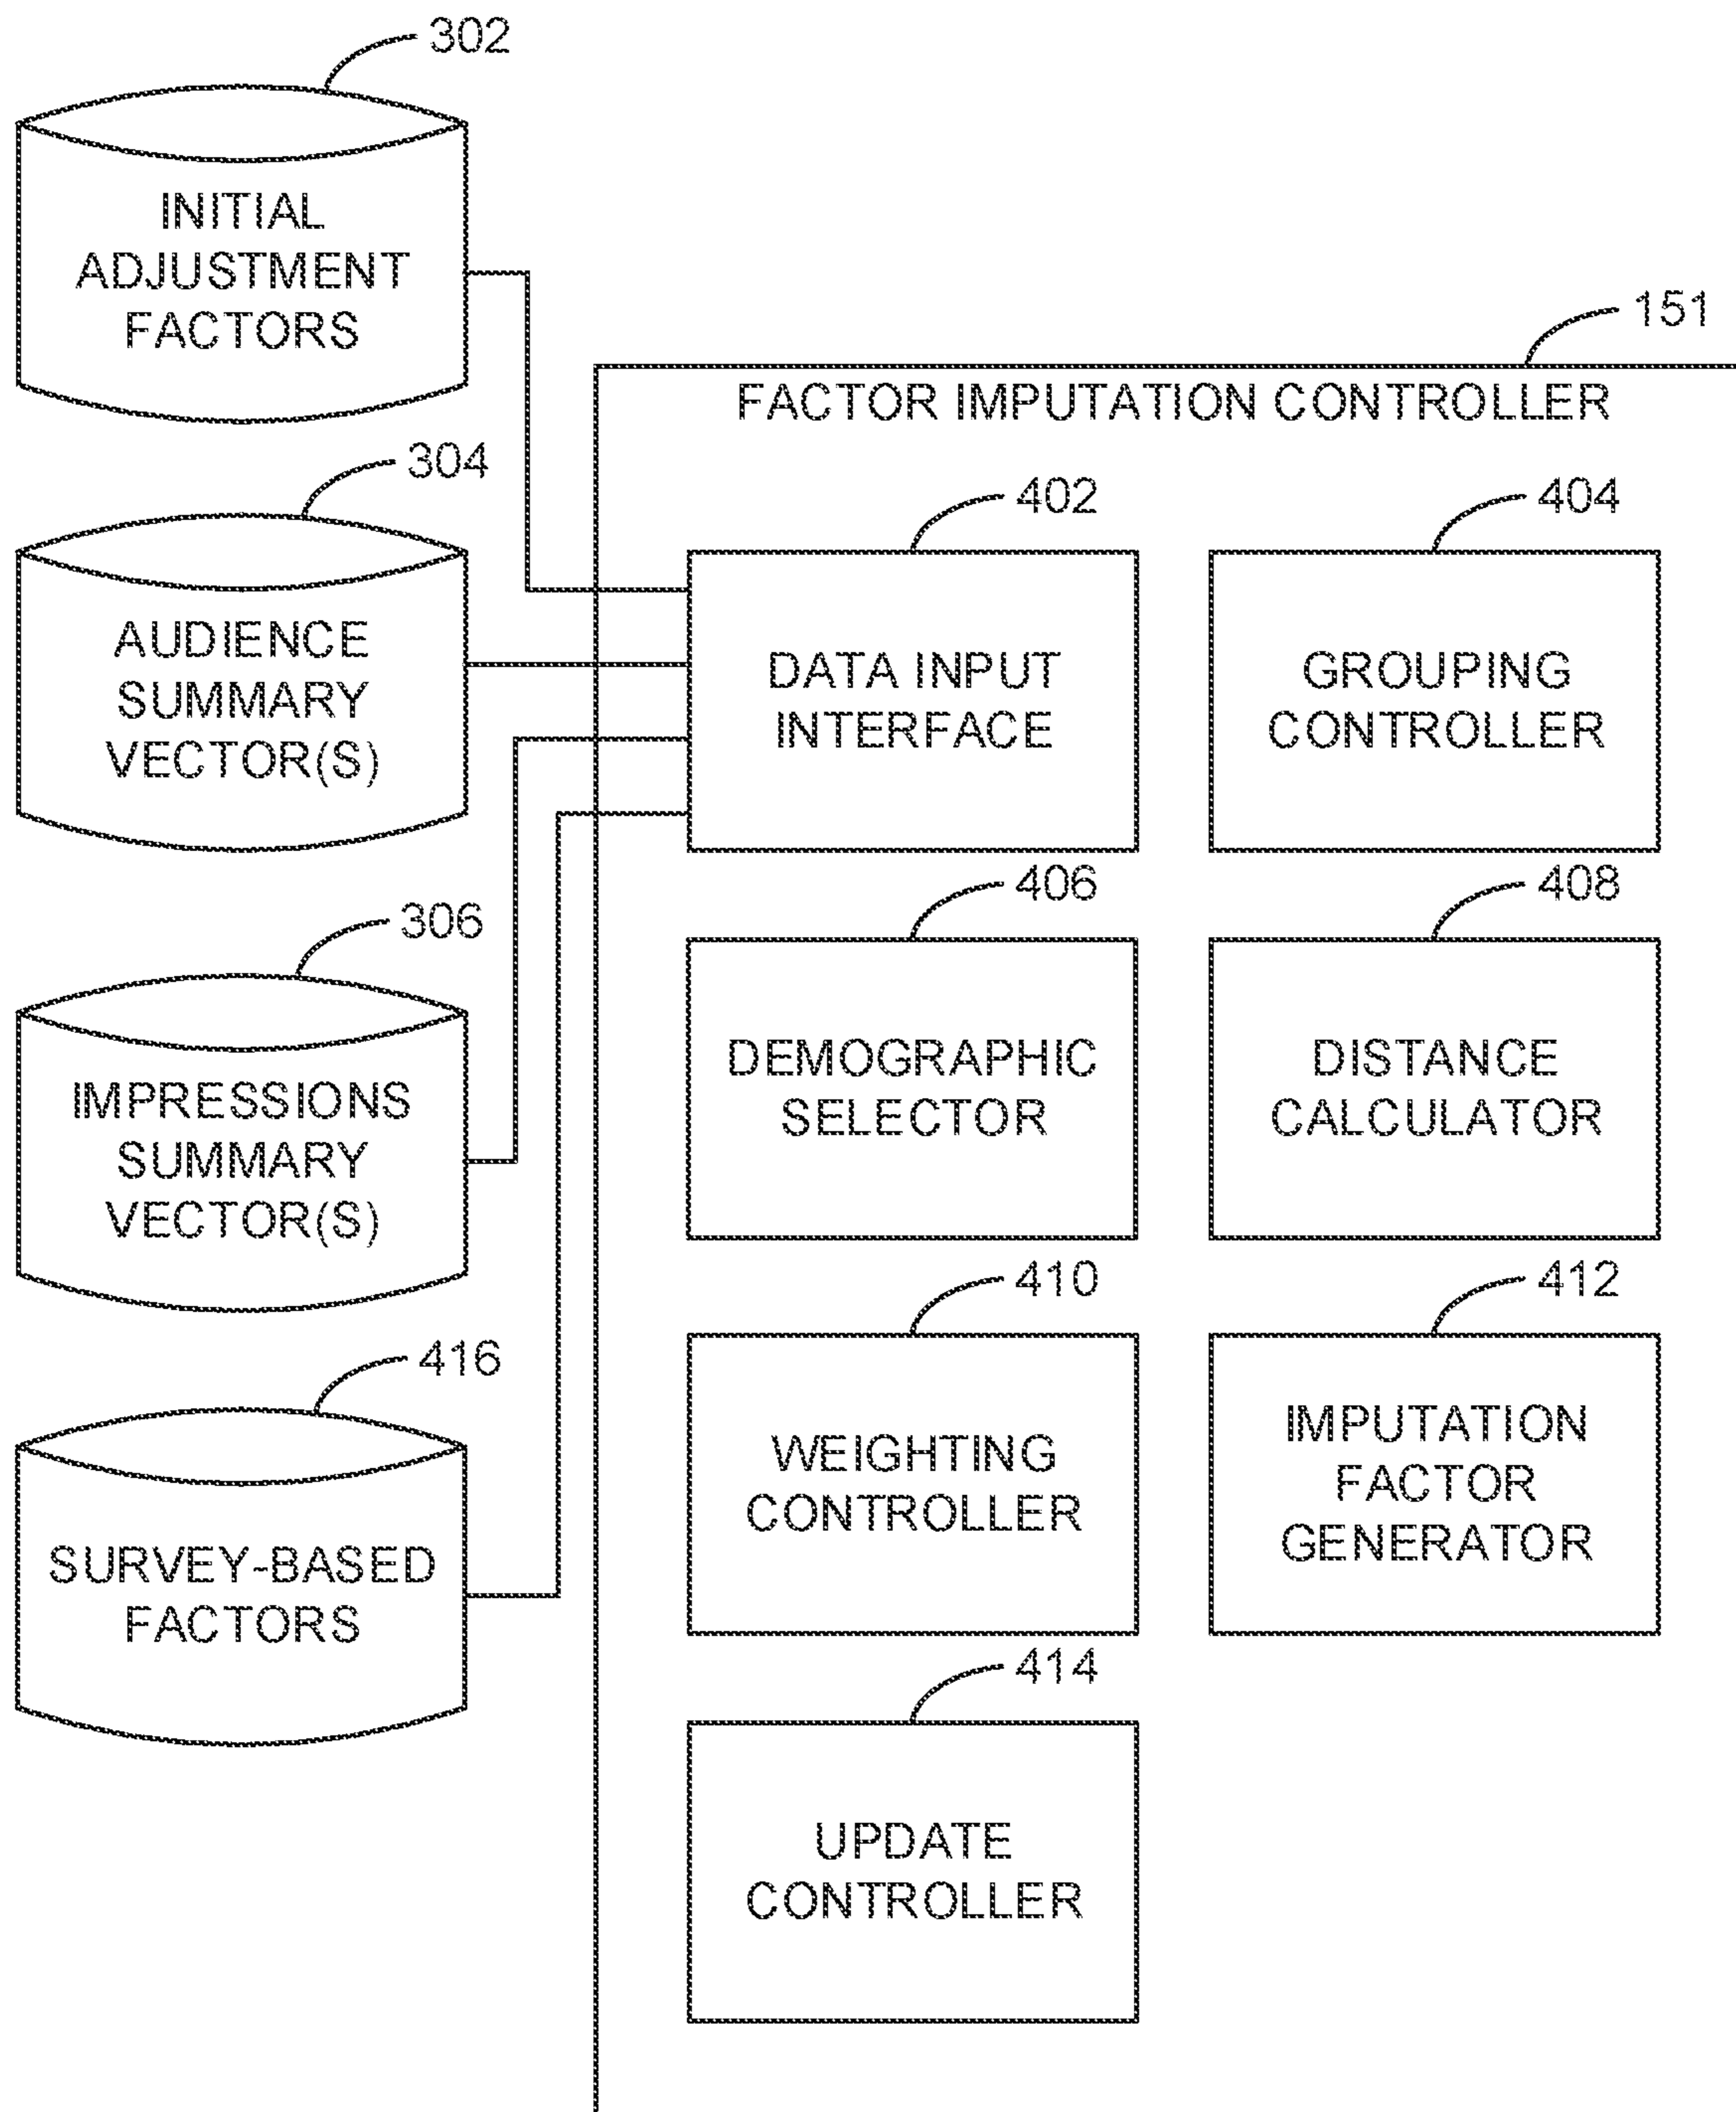 302
INITIAL
ADJUSTMENT
FACTORS
304
AUDIENCE
SUMMARY
VECTOR(S)
306
IMPRESSIONS
SUMMARY
VECTOR(S)
416
SURVEY-BASED
FACTORS
151
FACTOR IMPUTATION CONTROLLER
402
DATA INPUT
INTERFACE
404
GROUPING
CONTROLLER
406
DEMOGRAPHIC
SELECTOR
408
DISTANCE
CALCULATOR
410
WEIGHTING
CONTROLLER
412
IMPUTATION
FACTOR
GENERATOR
414
UPDATE
CONTROLLER